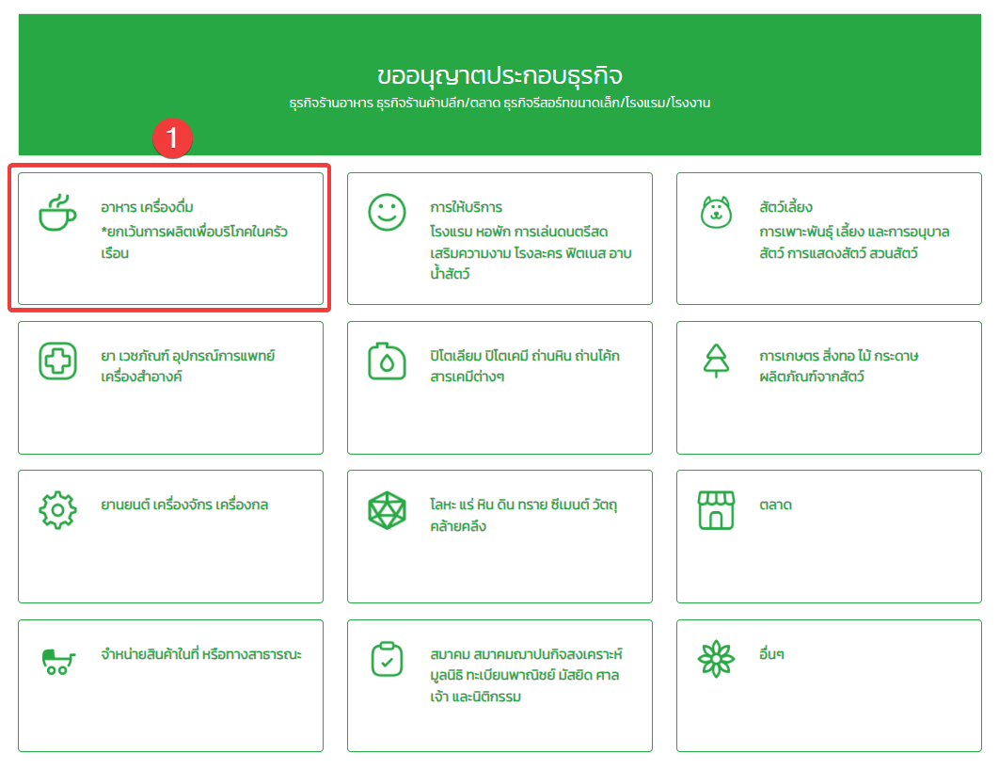 ขออนุญาตประกอบธุรกิจ
ธุรกิจร้านอาหาร ธุรกิจร้านค้าปลีก/ตลาด ธุรกิจรีสอร์ทขนาดเล็ก/โรงแรม/โรงงาน
1
อาหาร เครื่องดื่ม
*ยกเว้นการผลิตเพื่อบริโภคในครัว
เรือน
การให้บริการ
โรงแรม หอพัก การเล่นดนตรีสด
เสริมความงาม โรงละคร ฟิตเนส อาบ
น้ำสัตว์
สัตว์เลี้ยง
การเพาะพันธุ์ เลี้ยง และการอนุบาล
สัตว์ การแสดงสัตว์ สวนสัตว์
ยา เวชภัณฑ์ อุปกรณ์การแพทย์
เครื่องสำอางค์
ปิโตเลียม ปิโตเคมี ถ่านหิน ถ่านโค้ก
สารเคมีต่างๆ
การเกษตร สิ่งทอ ไม้ กระดาษ
ผลิตภัณฑ์จากสัตว์
ยานยนต์ เครื่องจักร เครื่องกล
โลหะ แร่ หิน ดิน ทราย ซีเมนต์ วัตถุ
คล้ายคลึง
ตลาด
จำหน่ายสินค้าในที่ หรือทางสาธารณะ
สมาคม สมาคมฌาปนกิจสงเคราะห์
มูลนิธิ ทะเบียนพาณิชย์ มัสยิด ศาล
เจ้า และนิติกรรม
อื่นๆ